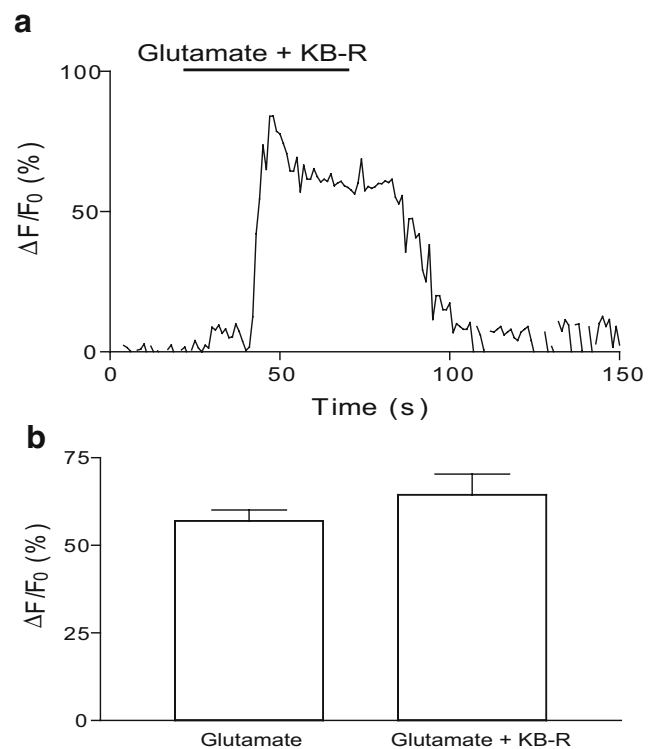 a
Glutamate + KB-R
100
50
0
ΔF/F0 (%)
0 50 100 150
Time (s)
b
75
50
25
0
ΔF/F0 (%)
Glutamate Glutamate + KB-R